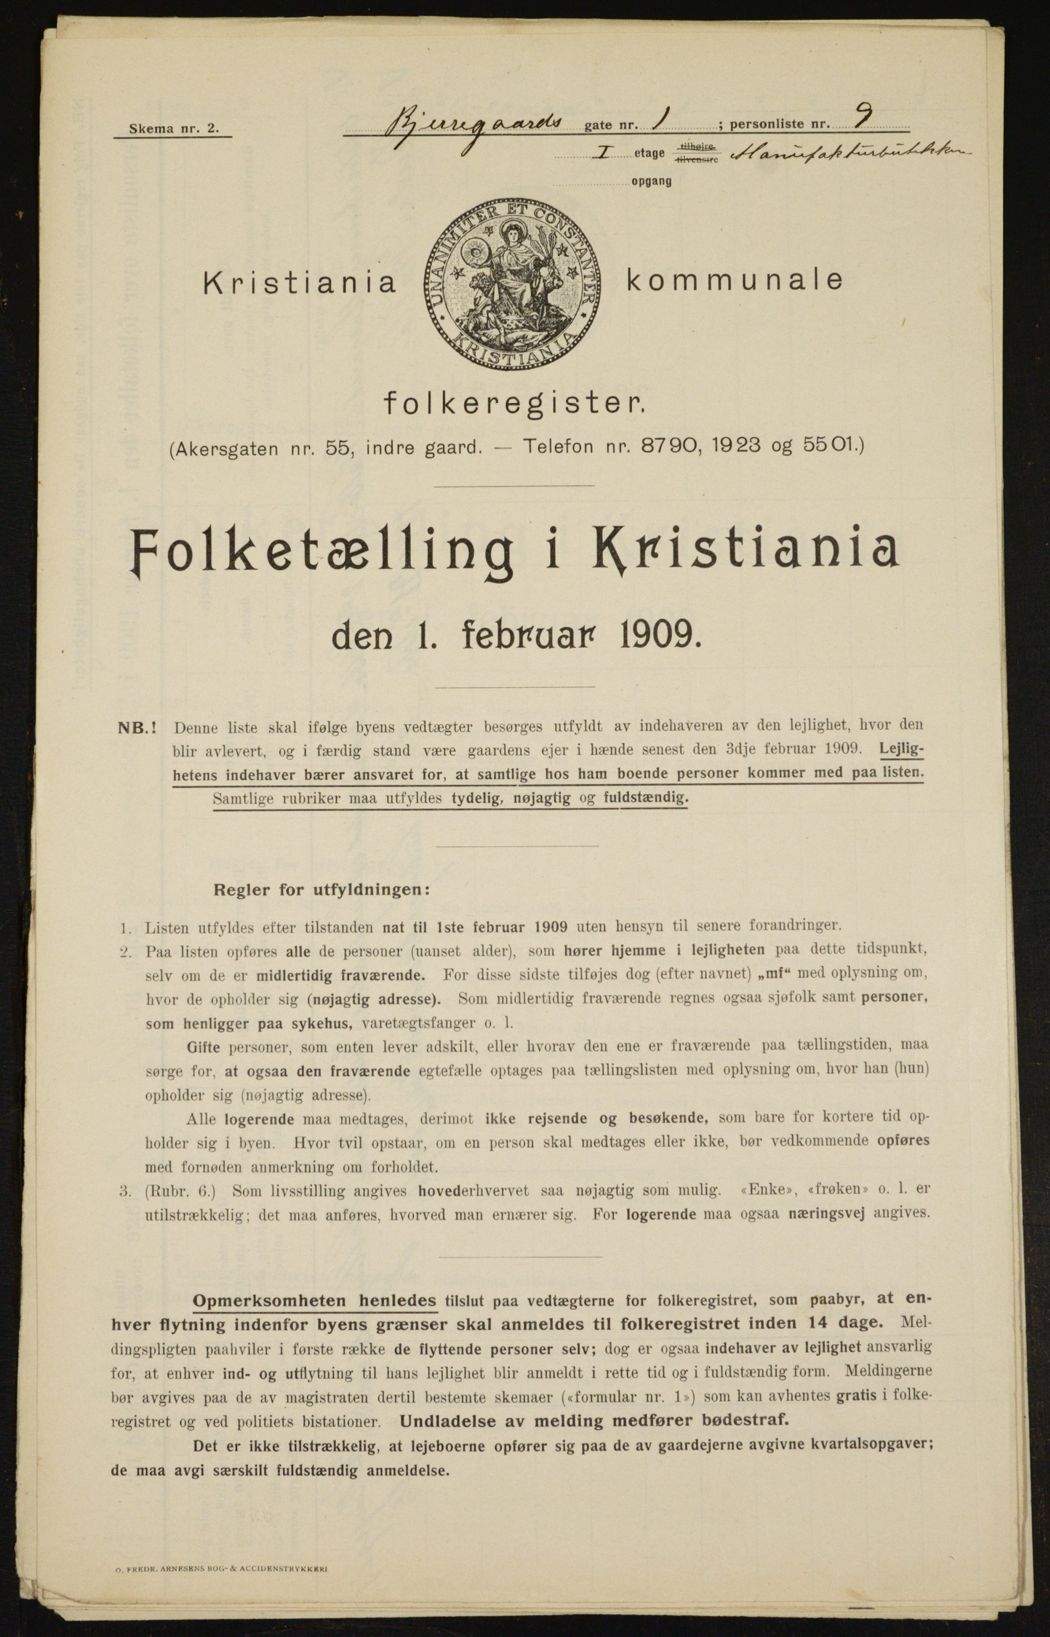 Skema nr. 2.
Bjerregaards gate nr. 1 ; personliste nr. 9
I etage tilhøire tilvenstre Manufakturbutikken
opgang
UNANIMITER ET CONSTANTER
KRISTIANIA
Kristiania kommunale
folkeregister.
(Akersgaten nr. 55, indre gaard. — Telefon nr. 8790, 1923 og 5501.)
Folketælling i Kristiania
den 1. februar 1909.
NB.! Denne liste skal ifølge byens vedtægter besørges utfyldt av indehaveren av den lejlighet, hvor den
blir avlevert, og i færdig stand være gaardens ejer i hænde senest den 3dje februar 1909. Lejlig-
hetens indehaver bærer ansvaret for, at samtlige hos ham boende personer kommer med paa listen.
Samtlige rubriker maa utfyldes tydelig, nøjagtig og fuldstændig.
Regler for utfyldningen:
1. Listen utfyldes efter tilstanden nat til 1ste februar 1909 uten hensyn til senere forandringer.
2. Paa listen opføres alle de personer (uanset alder), som hører hjemme i lejligheten paa dette tidspunkt,
selv om de er midlertidig fraværende. For disse sidste tilføjes dog (efter navnet) „mf“ med oplysning om,
hvor de opholder sig (nøjagtig adresse). Som midlertidig fraværende regnes ogsaa sjøfolk samt personer,
som henligger paa sykehus, varetægtsfanger o. l.
Gifte personer, som enten lever adskilt, eller hvorav den ene er fraværende paa tællingstiden, maa
sørge for, at ogsaa den fraværende egtefælle optages paa tællingslisten med oplysning om, hvor han (hun)
opholder sig (nøjagtig adresse).
Alle logerende maa medtages, derimot ikke rejsende og besøkende, som bare for kortere tid op-
holder sig i byen. Hvor tvil opstaar, om en person skal medtages eller ikke, bør vedkommende opføres
med fornøden anmerkning om forholdet.
3. (Rubr. 6.) Som livsstilling angives hovederhvervet saa nøjagtig som mulig. «Enke», «frøken» o. l. er
utilstrækkelig; det maa anføres, hvorved man ernærer sig. For logerende maa ogsaa næringsvej angives.
Opmerksomheten henledes tilslut paa vedtægterne for folkeregistret, som paabyr, at en-
hver flytning indenfor byens grænser skal anmeldes til folkeregistret inden 14 dage. Mel-
dingspligten paahviler i første række de flyttende personer selv; dog er ogsaa indehaver av lejlighet ansvarlig
for, at enhver ind- og utflytning til hans lejlighet blir anmeldt i rette tid og i fuldstændig form. Meldingerne
bør avgives paa de av magistraten dertil bestemte skemaer («formular nr. 1») som kan avhentes gratis i folke-
registret og ved politiets bistationer. Undladelse av melding medfører bødestraf.
Det er ikke tilstrækkelig, at lejeboerne opfører sig paa de av gaardejerne avgivne kvartalsopgaver;
de maa avgi særskilt fuldstændig anmeldelse.
O. FREDR. ARNESENS BOG- & ACCIDENSTRYKKERI